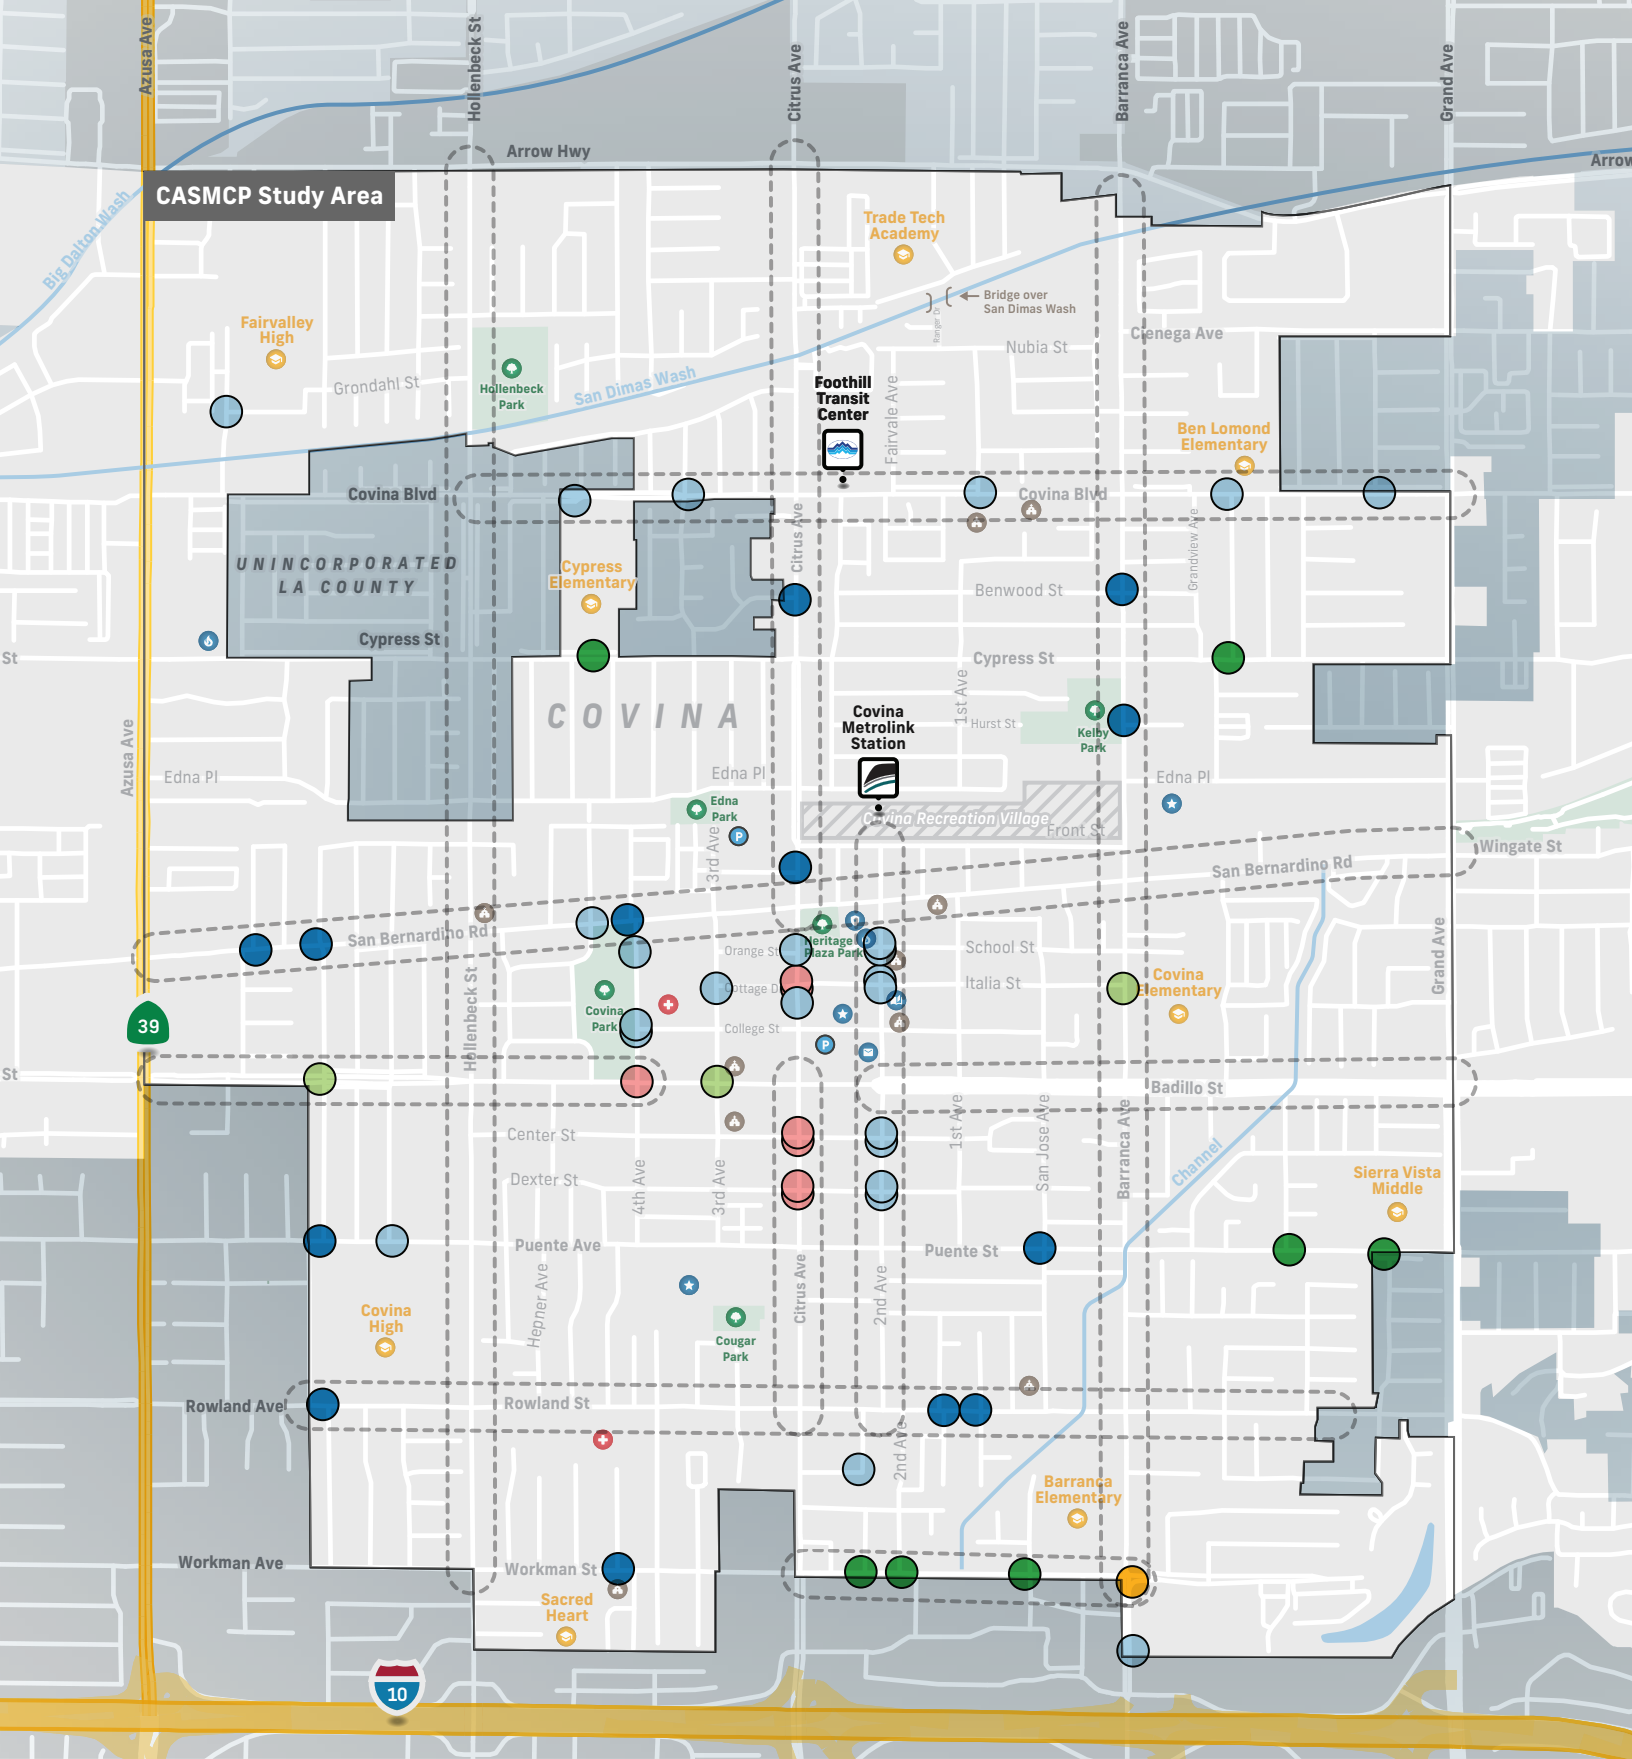 Azusa Ave
Hollenbeck St
Citrus Ave
Barranca Ave
Grand Ave
Arrow Hwy
Arrow
CASMCP Study Area
Big Dalton Wash
Trade Tech
Academy
Bridge over
San Dimas Wash
Ranger Dr
Fairvalley
High
Cienega Ave
Nubia St
Grondahl St
Hollenbeck
Park
San Dimas Wash
Foothill
Transit
Center
Fairvale Ave
Ben Lomond
Elementary
Covina Blvd
Covina Blvd
Citrus Ave
Grandview Ave
UNINCORPORATED
LA COUNTY
Cypress
Elementary
Benwood St
Cypress St
St
Cypress St
1st Ave
COVINA
Covina
Metrolink
Station
Hurst St
Kelby
Park
Azusa Ave
Edna Pl
Edna Pl
Edna Pl
Edna
Park
3rd Ave
Covina Recreation Village
Front St
Wingate St
San Bernardino Rd
San Bernardino Rd
Orange St
Heritage
Plaza Park
School St
Hollenbeck St
Cottage D
Italia St
Covina
Elementary
Grand Ave
Covina
Park
College St
39
St
Badillo St
Center St
1st Ave
San Jose Ave
Barranca Ave
Channel
Dexter St
4th Ave
3rd Ave
Sierra Vista
Middle
Puente Ave
Puente St
Hepner Ave
Citrus Ave
2nd Ave
Covina
High
Cougar
Park
Rowland Ave
Rowland St
2nd Ave
Barranca
Elementary
Workman Ave
Workman St
Sacred
Heart
10